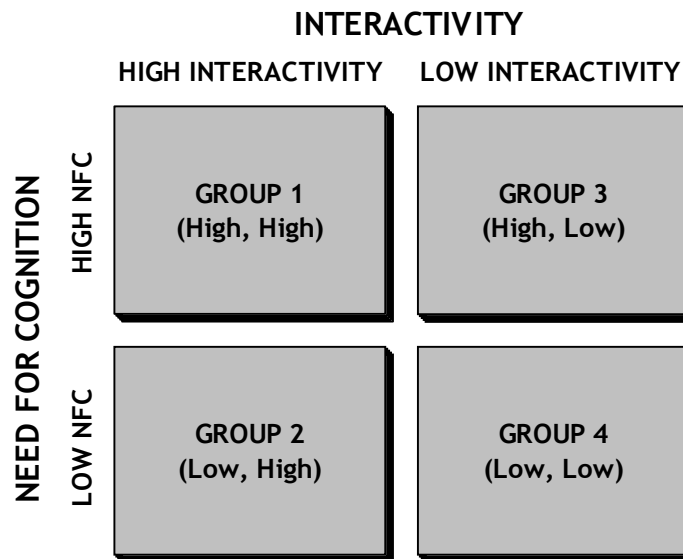 INTERACTIVITY
HIGH INTERACTIVITY
LOW INTERACTIVITY
NEED FOR COGNITION
HIGH NFC
GROUP 1
(High, High)
GROUP 3
(High, Low)
LOW NFC
GROUP 2
(Low, High)
GROUP 4
(Low, Low)